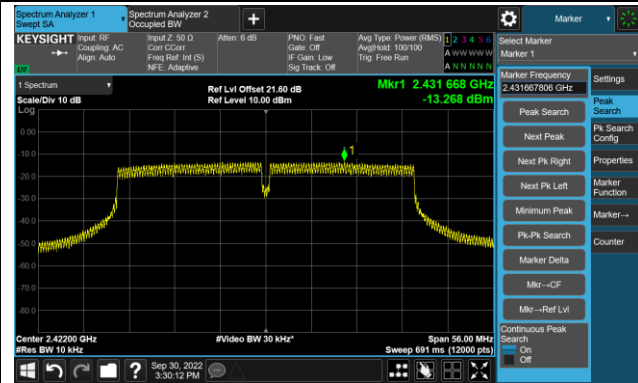 Spectrum Analyzer 1
Swept SA
Spectrum Analyzer 2
Occupied BW
Marker
KEYSIGHT
Input: RF
Coupling: AC
Align: Auto
Input Z: 50 Ω
Corr CCorr
Freq Ref: Int (S)
NFE: Adaptive
Atten: 6 dB
PNO: Fast
Gate: Off
IF Gain: Low
Sig Track: Off
Avg Type: Power (RMS)
Avg|Hold: 100/100
Trig: Free Run
1 2 3 4 5 6
A W W W W W
A N N N N N
Select Marker
Marker 1
1 Spectrum
Scale/Div 10 dB
Log
Ref Lvl Offset 21.60 dB
Ref Level 10.00 dBm
Mkr1 2.431 668 GHz
-13.268 dBm
0.00
-10.0
-20.0
-30.0
-40.0
-50.0
-60.0
-70.0
-80.0
1
Center 2.42200 GHz
#Res BW 10 kHz
#Video BW 30 kHz*
Span 56.00 MHz
Sweep 691 ms (12000 pts)
Marker Frequency
2.431667806 GHz
Peak Search
Next Peak
Next Pk Right
Next Pk Left
Minimum Peak
Pk-Pk Search
Marker Delta
Mkr→CF
Mkr→Ref Lvl
Continuous Peak
Search
On
Off
Settings
Peak
Search
Pk Search
Config
Properties
Marker
Function
Marker→
Counter
Sep 30, 2022
3:30:12 PM